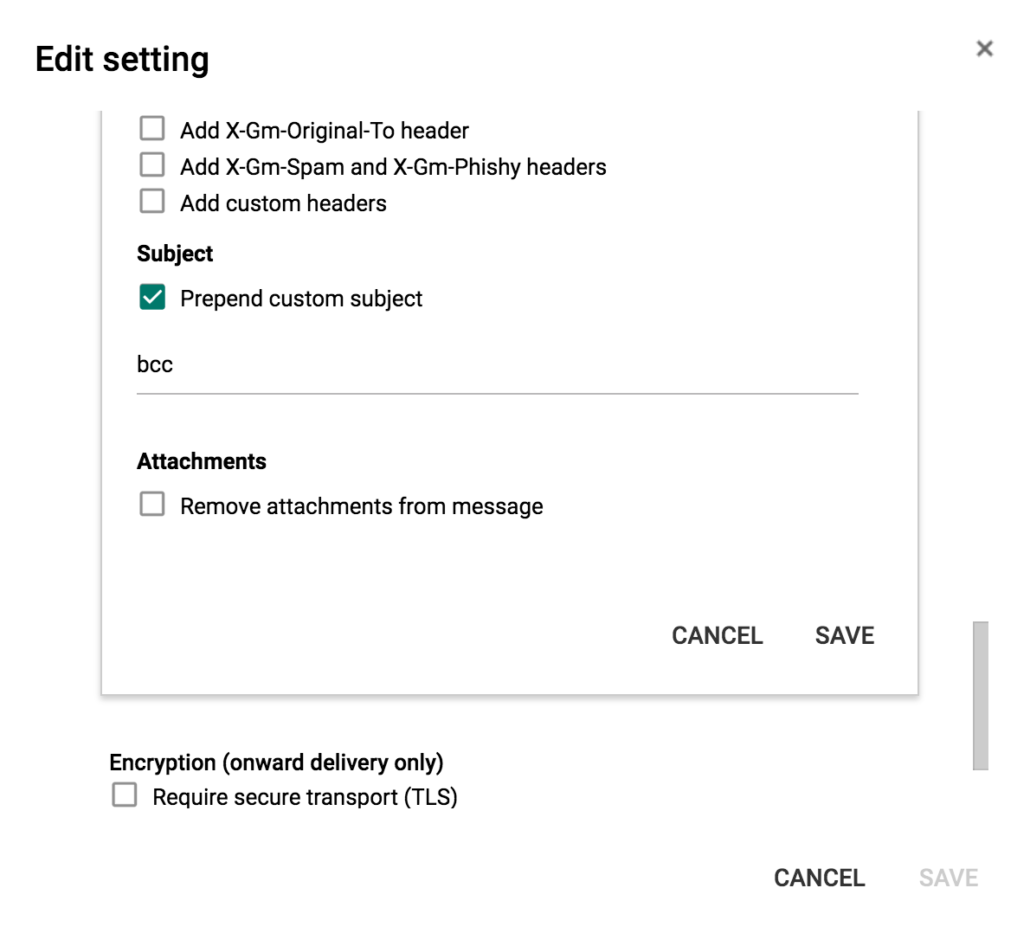 Edit setting
Add X-Gm-Original-To header
Add X-Gm-Spam and X-Gm-Phishy headers
Add custom headers
Subject
Prepend custom subject
bcc
Attachments
Remove attachments from message
CANCEL SAVE
Encryption (onward delivery only)
Require secure transport (TLS)
CANCEL SAVE